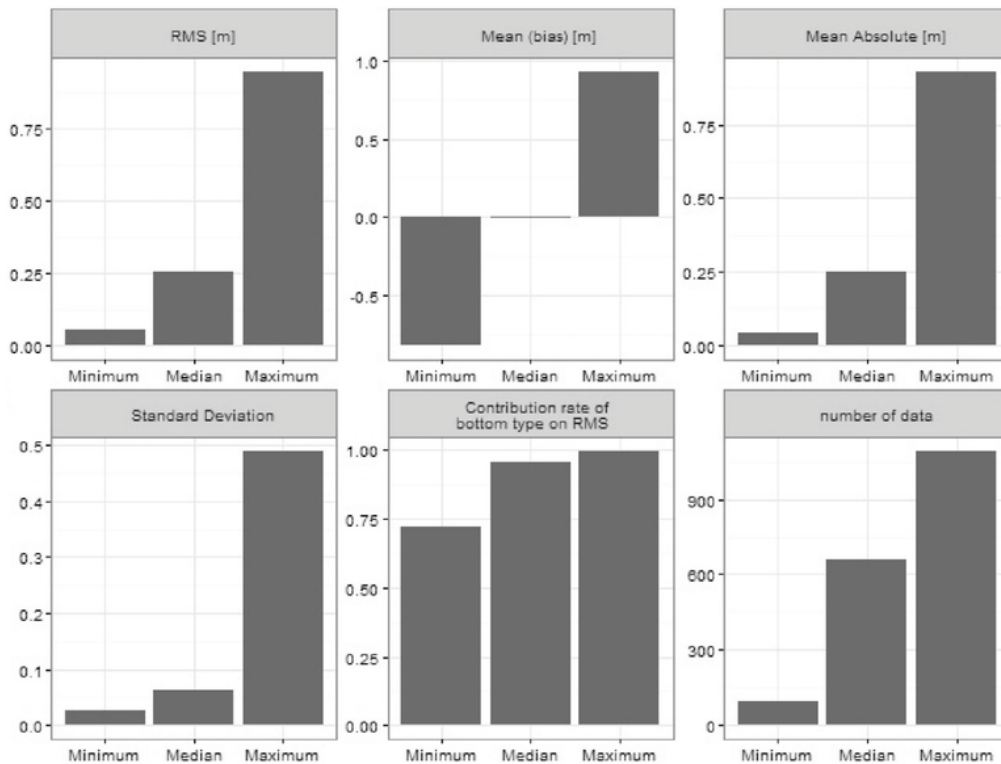 RMS [m]
0.75
0.50
0.25
0.00
Minimum Median Maximum
Mean (bias) [m]
1.0
0.5
0.0
-0.5
Minimum Median Maximum
Mean Absolute [m]
0.75
0.50
0.25
0.00
Minimum Median Maximum
Standard Deviation
0.5
0.4
0.3
0.2
0.1
0.0
Minimum Median Maximum
Contribution rate of
bottom type on RMS
1.00
0.75
0.50
0.25
0.00
Minimum Median Maximum
number of data
900
600
300
0
Minimum Median Maximum